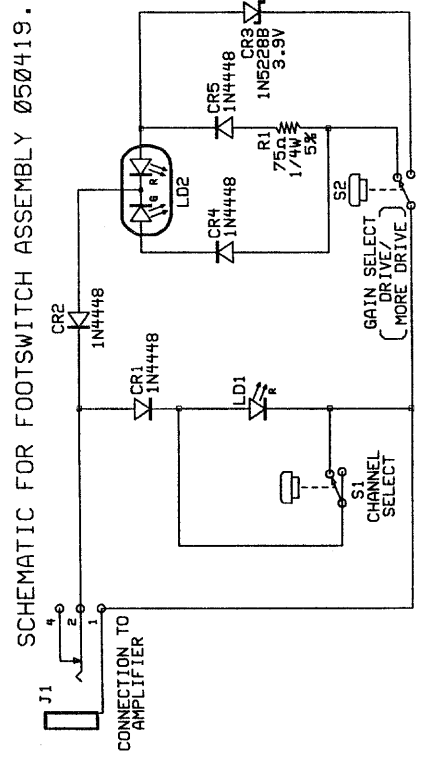 SCHEMATIC FOR FOOTSWITCH ASSEMBLY 050419.
J1
4
2
1
CONNECTION TO
AMPLIFIER
CR2
1N4448
CR1
1N4448
LD1
R
S1
CHANNEL
SELECT
G R
LD2
CR4
1N4448
CR5
1N4448
R1
75Ω
1/4W
5%
CR3
1N5228B
3.9V
S2
GAIN SELECT
DRIVE/
MORE DRIVE